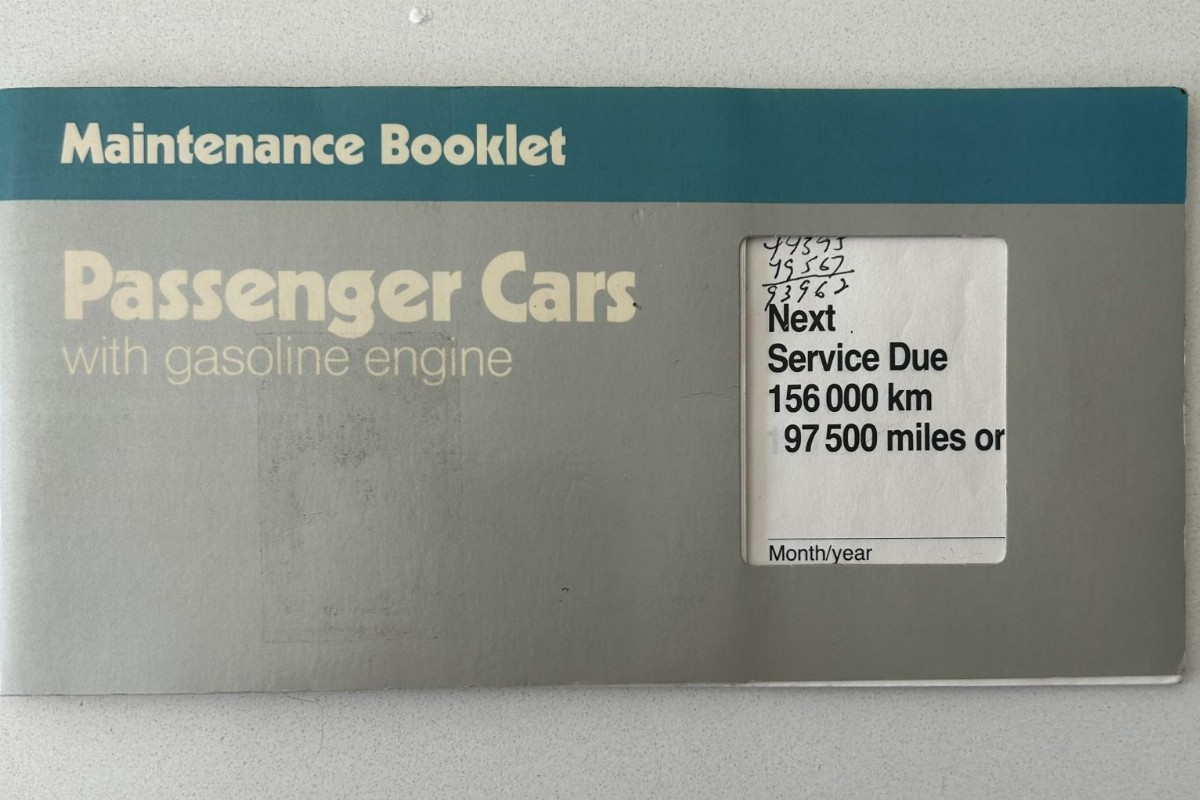 Maintenance Booklet
Passenger Cars
with gasoline engine
44395
49567
93962
Next
Service Due
156 000 km
97 500 miles or
Month/year